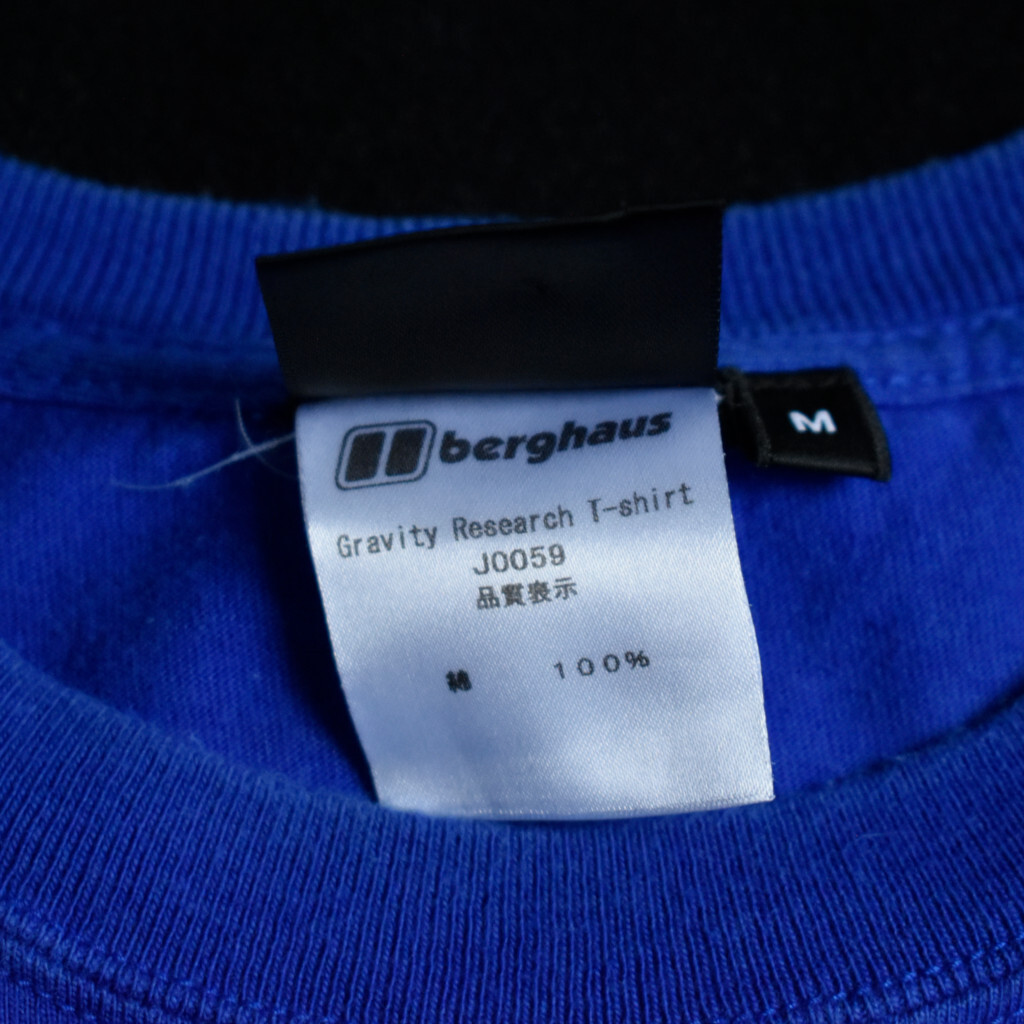 berghaus
M
Gravity Research T-shirt
J0059
品質表示
綿 100%